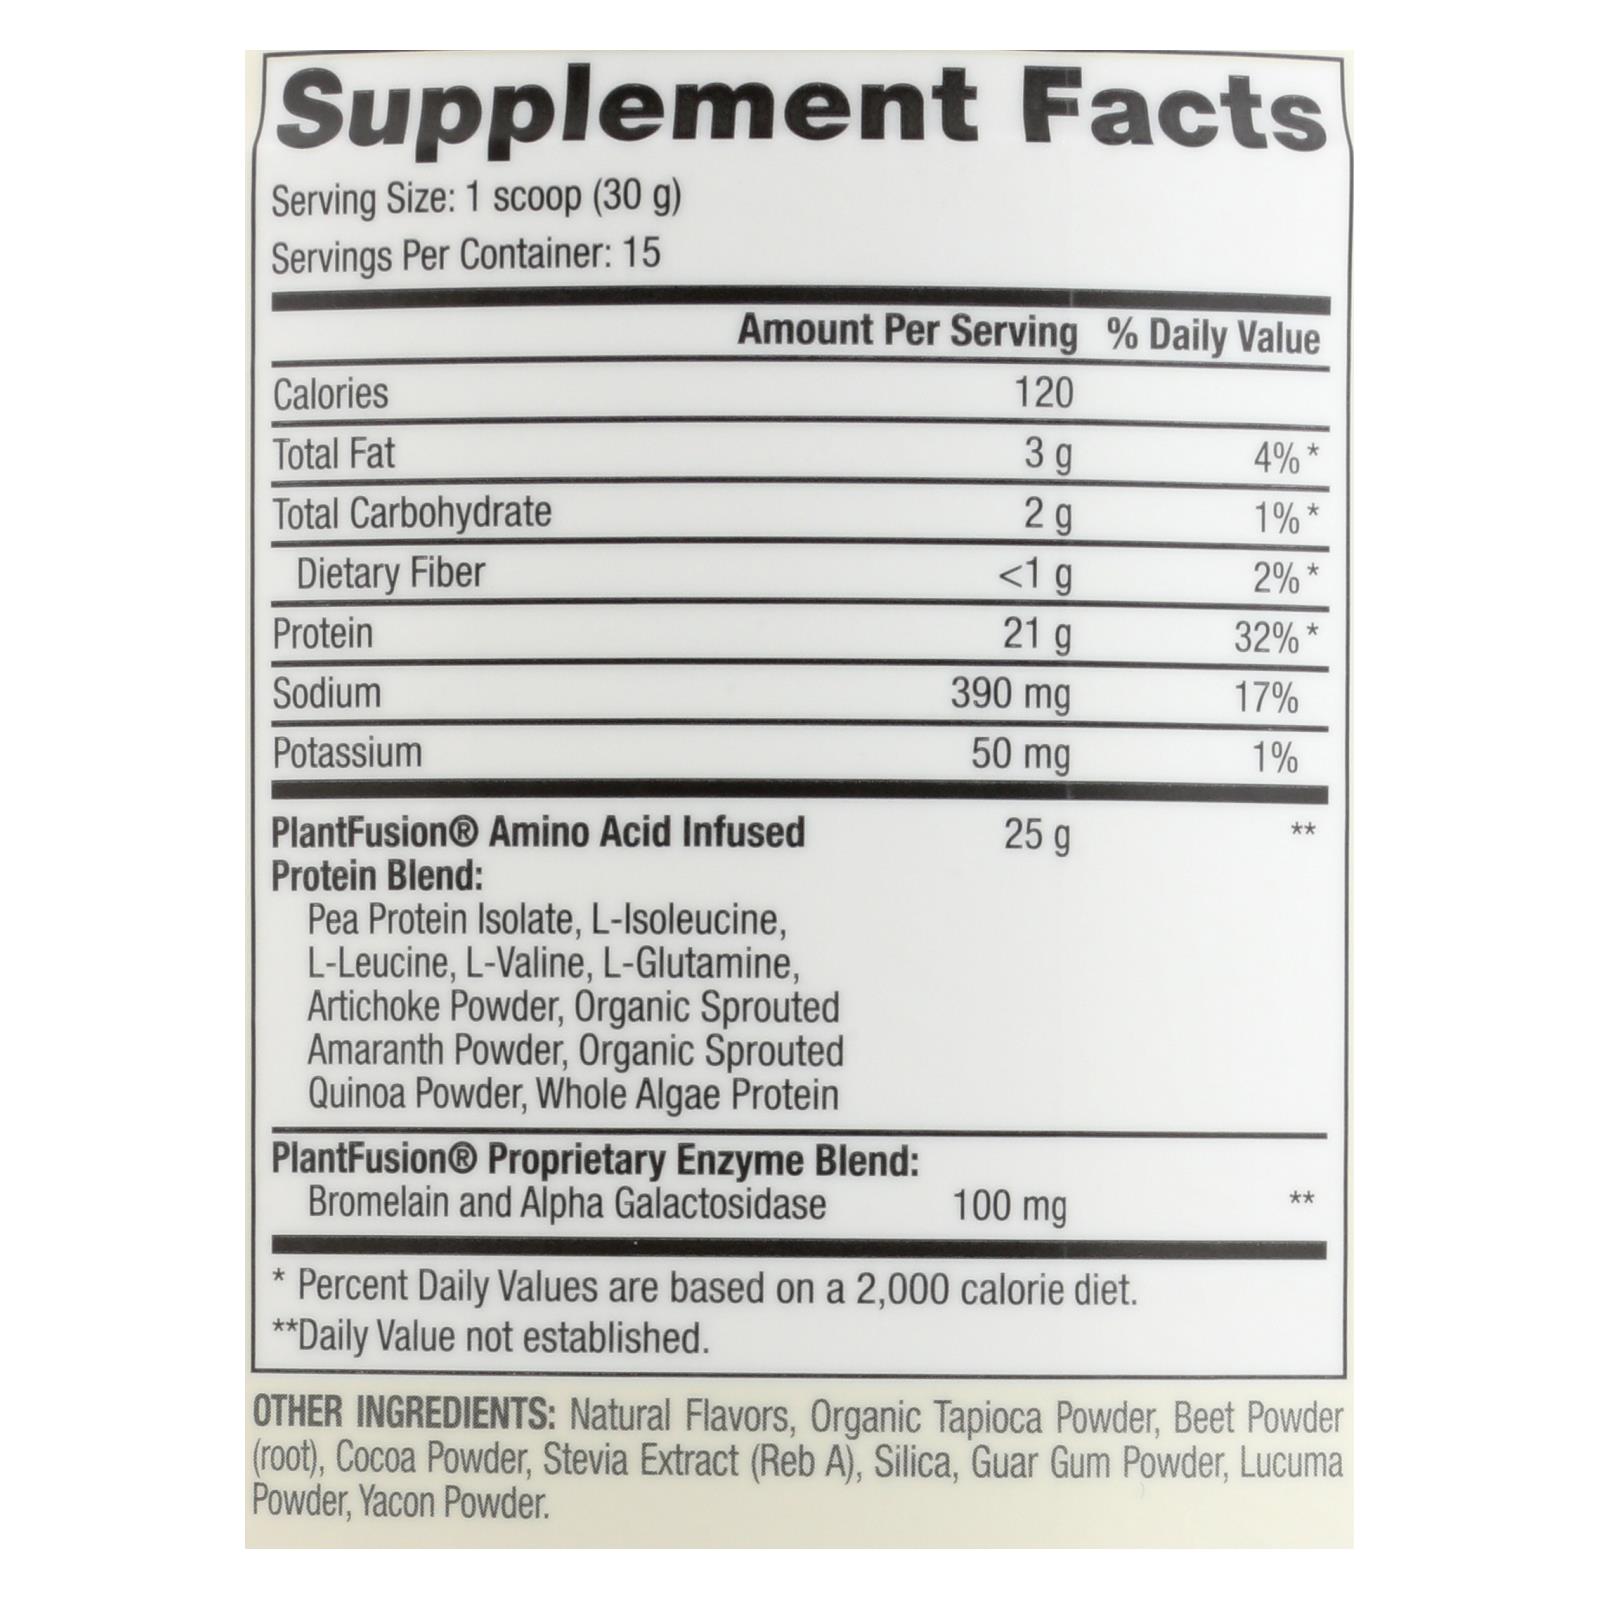 Supplement Facts
Serving Size: 1 scoop (30 g)
Servings Per Container: 15
Amount Per Serving % Daily Value
Calories 120
Total Fat 3 g 4% *
Total Carbohydrate 2 g 1% *
Dietary Fiber <1 g 2% *
Protein 21 g 32% *
Sodium 390 mg 17%
Potassium 50 mg 1%
PlantFusion® Amino Acid Infused 25 g **
Protein Blend:
Pea Protein Isolate, L-Isoleucine,
L-Leucine, L-Valine, L-Glutamine,
Artichoke Powder, Organic Sprouted
Amaranth Powder, Organic Sprouted
Quinoa Powder, Whole Algae Protein
PlantFusion® Proprietary Enzyme Blend:
Bromelain and Alpha Galactosidase 100 mg **
* Percent Daily Values are based on a 2,000 calorie diet.
**Daily Value not established.
OTHER INGREDIENTS: Natural Flavors, Organic Tapioca Powder, Beet Powder
(root), Cocoa Powder, Stevia Extract (Reb A), Silica, Guar Gum Powder, Lucuma
Powder, Yacon Powder.